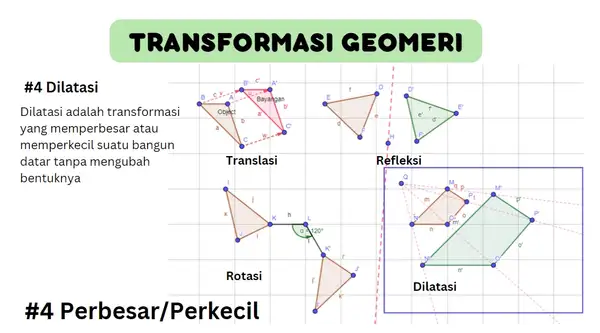 TRANSFORMASI GEOMERI
#4 Dilatasi
Dilatasi adalah transformasi
yang memperbesar atau
memperkecil suatu bangun
datar tanpa mengubah
bentuknya
Object
Bayangan
Translasi
Refleksi
α = 120°
Rotasi
Dilatasi
#4 Perbesar/Perkecil